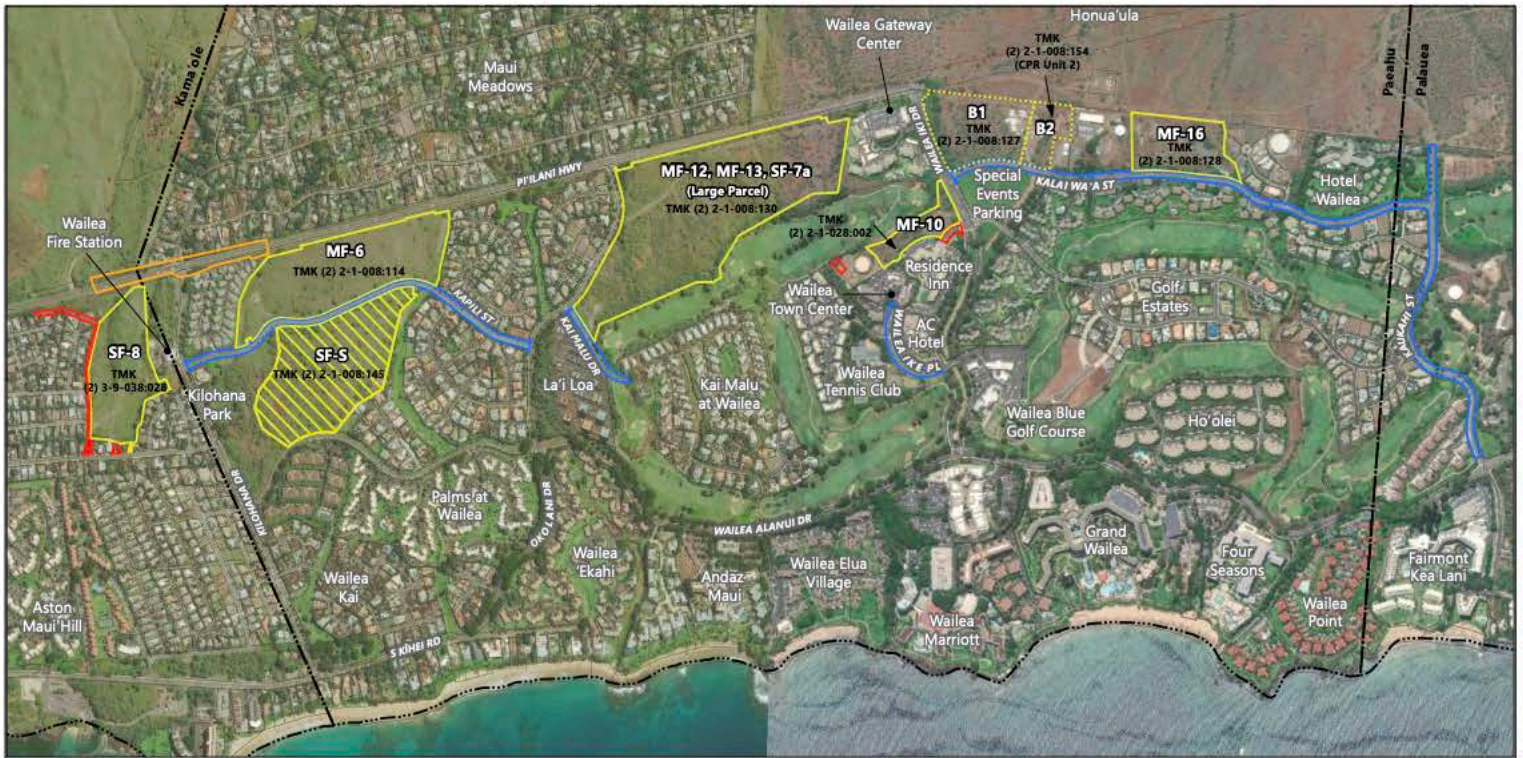 Honua'ula
Wailea Gateway
Center
TMK
(2) 2-1-008:154
(CPR Unit 2)
Kama'ole
Maui
Meadows
Paeahu
Palauea
B1
TMK
(2) 2-1-008:127
B2
MF-16
TMK
(2) 2-1-008:128
WAILEA IKI DR
PI'ILANI HWY
MF-12, MF-13, SF-7a
(Large Parcel)
TMK (2) 2-1-008:130
Special
Events
Parking
KALAI WA'A ST
Hotel
Wailea
Wailea
Fire Station
TMK
(2) 2-1-028:002
MF-10
MF-6
TMK (2) 2-1-008:114
Residence
Inn
Wailea
Town Center
Golf
Estates
KAPILI ST
KAI MALU DR
WAILEA IKE PL
AC
Hotel
KAUKAHI ST
SF-8
TMK
(2) 3-9-038:028
SF-S
TMK (2) 2-1-008:145
Kilohana
Park
La'i Loa
Kai Malu
at Wailea
Wailea
Tennis Club
Wailea Blue
Golf Course
Ho'olei
KILOHANA DR
Palms at
Wailea
OKOLANI DR
WAILEA ALANUI DR
Wailea
'Ekahi
Wailea
Kai
Andaz
Maui
Wailea Elua
Village
Grand
Wailea
Four
Seasons
Fairmont
Kea Lani
Aston
Maui Hill
Wailea
Marriott
Wailea
Point
S KĪHEI RD